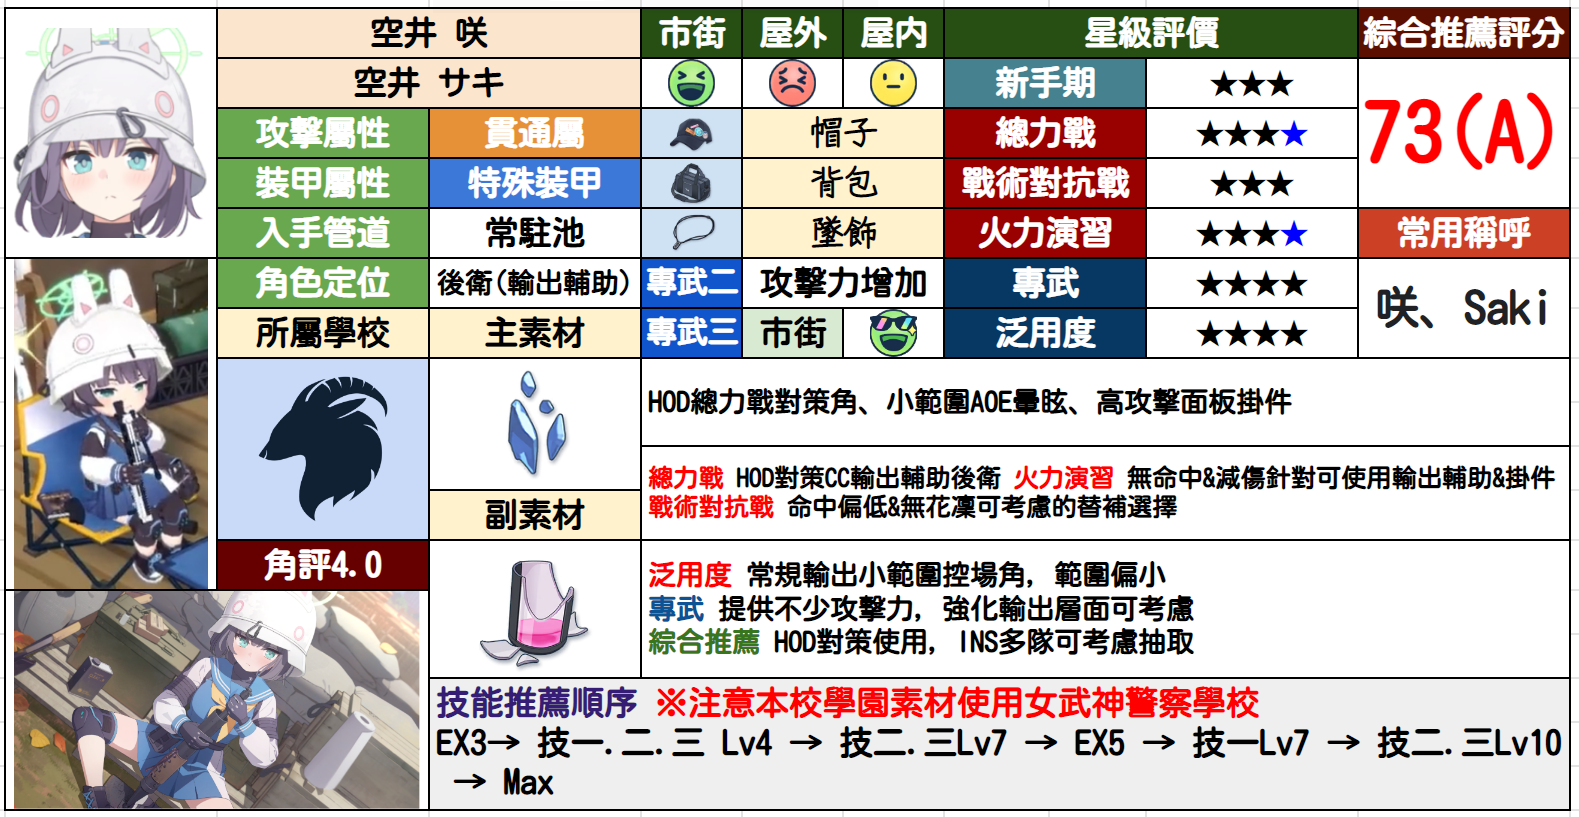 空井 咲
市街
屋外
屋内
星級評價
綜合推薦評分
空井 サキ
新手期
★★★
73(A)
攻擊屬性
貫通屬
帽子
總力戰
★★★★
裝甲屬性
特殊裝甲
背包
戰術對抗戰
★★★
入手管道
常駐池
墜飾
火力演習
★★★★
常用稱呼
角色定位
後衛(輸出輔助)
專武二
攻擊力增加
專武
★★★★
咲、Saki
所屬學校
主素材
專武三
市街
泛用度
★★★★
HOD總力戰對策角、小範圍AOE暈眩、高攻擊面板掛件
總力戰 HOD對策CC輸出輔助後衛 火力演習 無命中&減傷針對可使用輸出輔助&掛件
戰術對抗戰 命中偏低&無花凜可考慮的替補選擇
副素材
角評4.0
泛用度 常規輸出小範圍控場角, 範圍偏小
專武 提供不少攻擊力, 強化輸出層面可考慮
綜合推薦 HOD對策使用, INS多隊可考慮抽取
技能推薦順序 ※注意本校學園素材使用女武神警察學校
EX3→ 技一.二.三 Lv4 → 技二.三Lv7 → EX5 → 技一Lv7 → 技二.三Lv10
→ Max